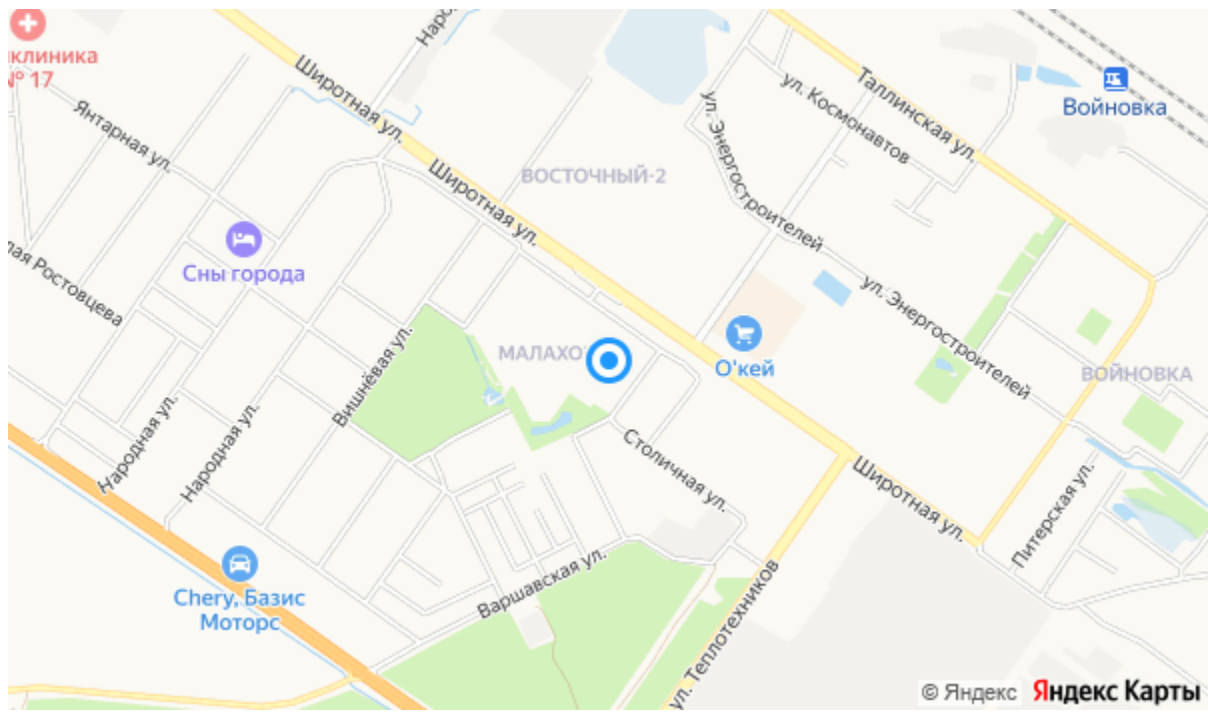 клиника
№ 17
Наро
Широтная ул.
Таллинская ул.
ул. Космонавтов
Войновка
Янтарная ул.
ул. Энергостроителей
Широтная ул.
ВОСТОЧНЫЙ-2
Сны города
лая Ростовцева
ул. Энергостроителей
Вишнёвая ул.
МАЛАХО
О'кей
ВОЙНОВКА
Народная ул.
Народная ул.
Столичная ул.
Широтная ул.
Питерская ул.
Chery, Базис
Моторс
Варшавская ул.
ул. Теплотехников
© Яндекс Яндекс Карты